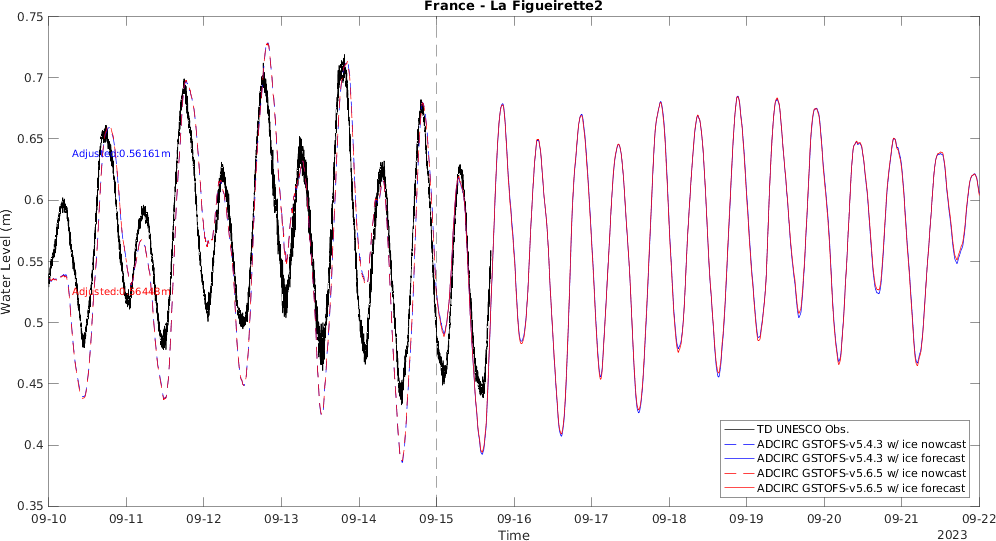 France - La Figueirette2
0.75
0.7
0.65
0.6
0.55
0.5
0.45
0.4
0.35
Water Level (m)
Adjusted:0.56161m
Adjusted:0.56443m
TD UNESCO Obs.
ADCIRC GSTOFS-v5.4.3 w/ ice nowcast
ADCIRC GSTOFS-v5.4.3 w/ ice forecast
ADCIRC GSTOFS-v5.6.5 w/ ice nowcast
ADCIRC GSTOFS-v5.6.5 w/ ice forecast
09-10 09-11 09-12 09-13 09-14 09-15 09-16 09-17 09-18 09-19 09-20 09-21 09-22
Time
2023